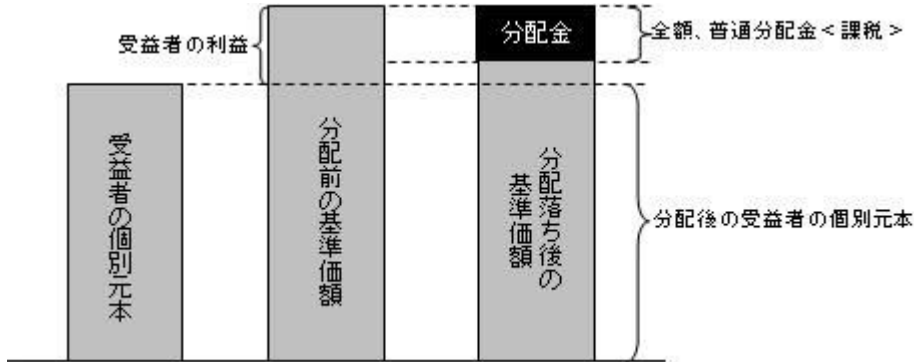 受益者の利益
分配金
全額、普通分配金<課税>
受益者の個別元本
分配前の基準価額
分配落ち後の
基準価額
分配後の受益者の個別元本